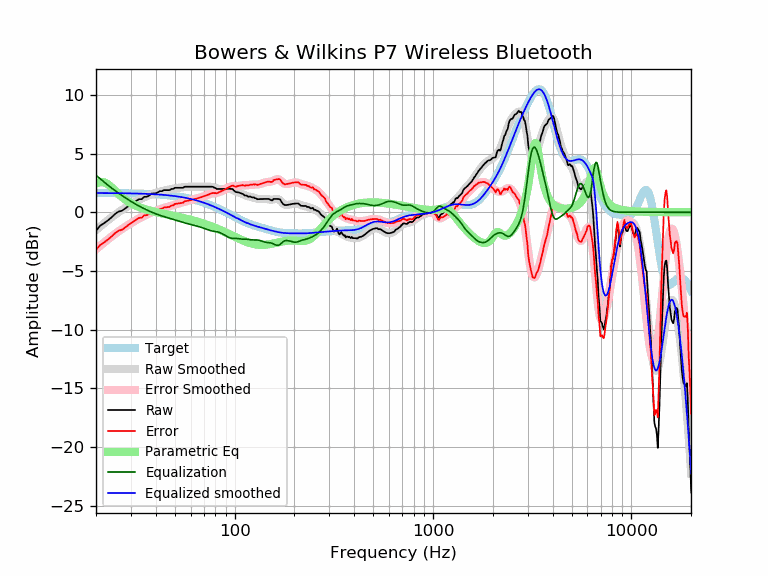 Bowers & Wilkins P7 Wireless Bluetooth
Amplitude (dBr)
10
5
0
−5
−10
−15
−20
−25
Target
Raw Smoothed
Error Smoothed
Raw
Error
Parametric Eq
Equalization
Equalized smoothed
100
1000
10000
Frequency (Hz)